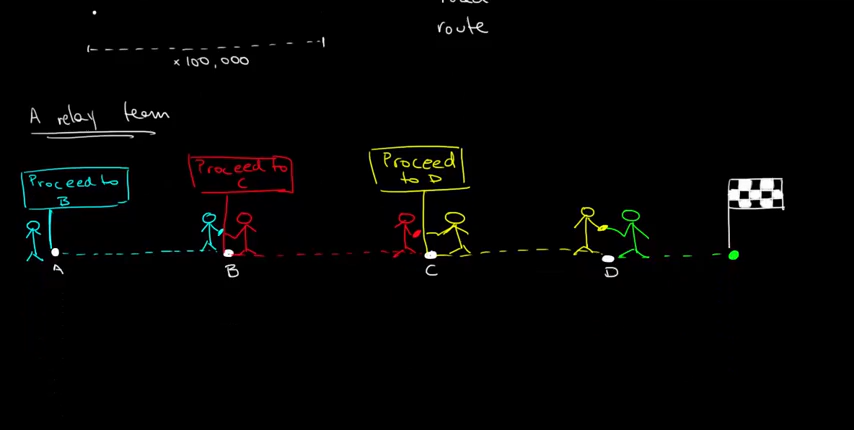 route
× 100,000
A relay team
Proceed to
B
Proceed to
C
Proceed
to D
A
B
C
D